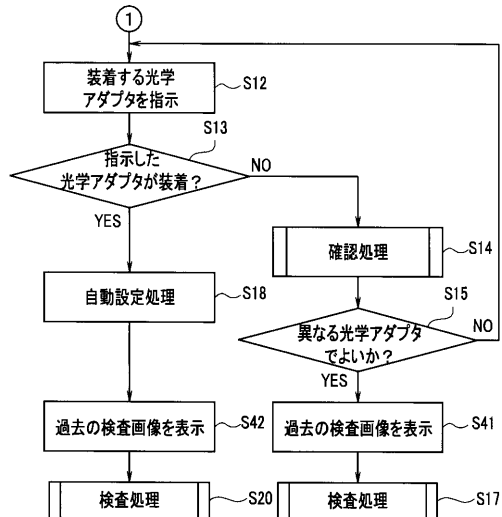 1
装着する光学
アダプタを指示
S12
S13
指示した
光学アダプタが装着？
NO
YES
確認処理
S14
自動設定処理
S18
S15
異なる光学アダプタ
でよいか？
NO
YES
過去の検査画像を表示
S42
過去の検査画像を表示
S41
検査処理
S20
検査処理
S17